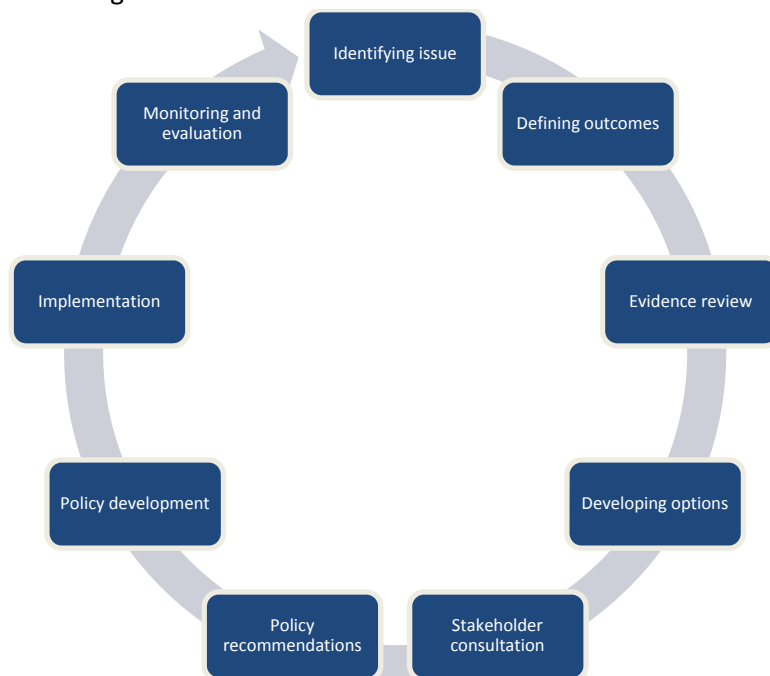 Identifying issue
Defining outcomes
Evidence review
Developing options
Stakeholder
consultation
Policy
recommendations
Policy development
Implementation
Monitoring and
evaluation